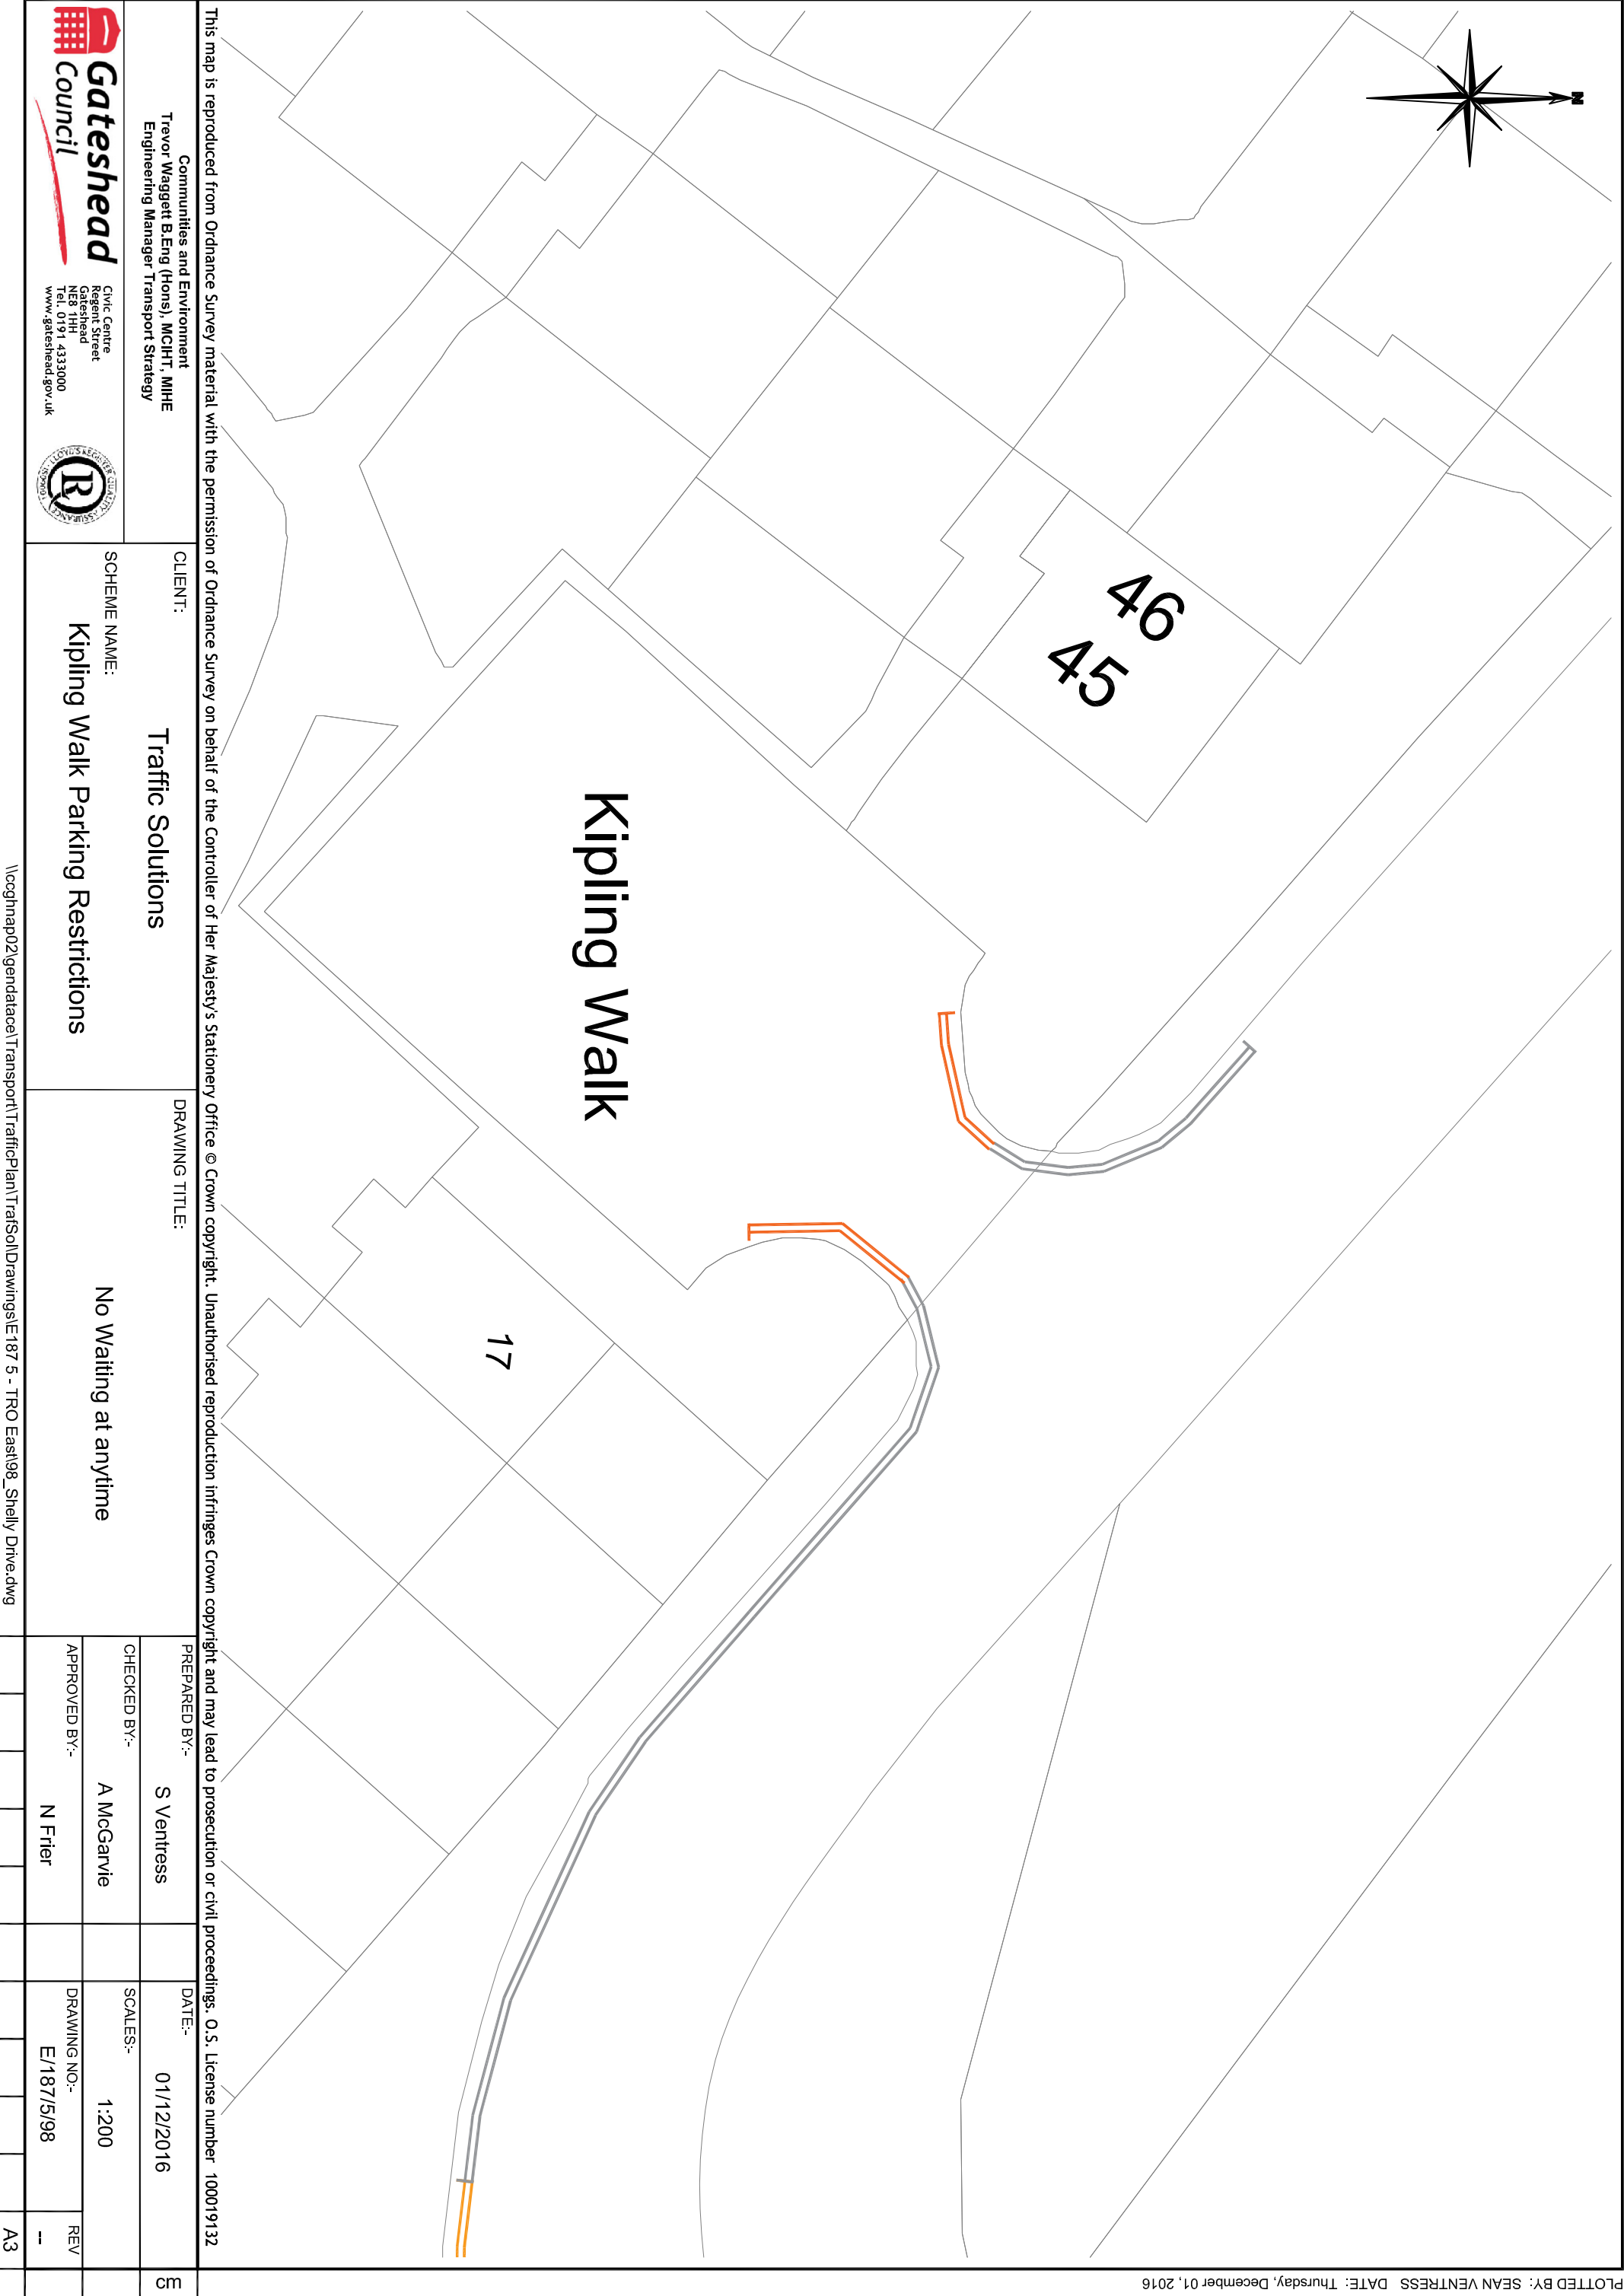 N
46
45
Kipling Walk
17
This map is reproduced from Ordnance Survey material with the permission of Ordnance Survey on behalf of the Controller of Her Majesty's Stationery Office © Crown copyright. Unauthorised reproduction infringes Crown copyright and may lead to prosecution or civil proceedings. O.S. License number 100019132
Communities and Environment
Trevor Waggett B.Eng (Hons), MCIHT, MIHE
Engineering Manager Transport Strategy
Gateshead
Council
Civic Centre
Regent Street
Gateshead
NE8 1HH
Tel. 0191 4333000
www.gateshead.gov.uk
LLOYD'S REGISTER QUALITY ASSURANCE
R
CLIENT:
Traffic Solutions
SCHEME NAME:
Kipling Walk Parking Restrictions
DRAWING TITLE:
No Waiting at anytime
PREPARED BY:-
S Ventress
CHECKED BY:-
A McGarvie
APPROVED BY:-
N Frier
DATE:-
01/12/2016
SCALES:-
1:200
DRAWING NO:-
E/187/5/98
REV
--
\\ccghnap02\gendatace\Transport\TrafficPlan\TrafSol\Drawings\E187 5 - TRO East\98_Shelly Drive.dwg
A3
cm
PLOTTED BY: SEAN VENTRESS DATE: Thursday, December 01, 2016